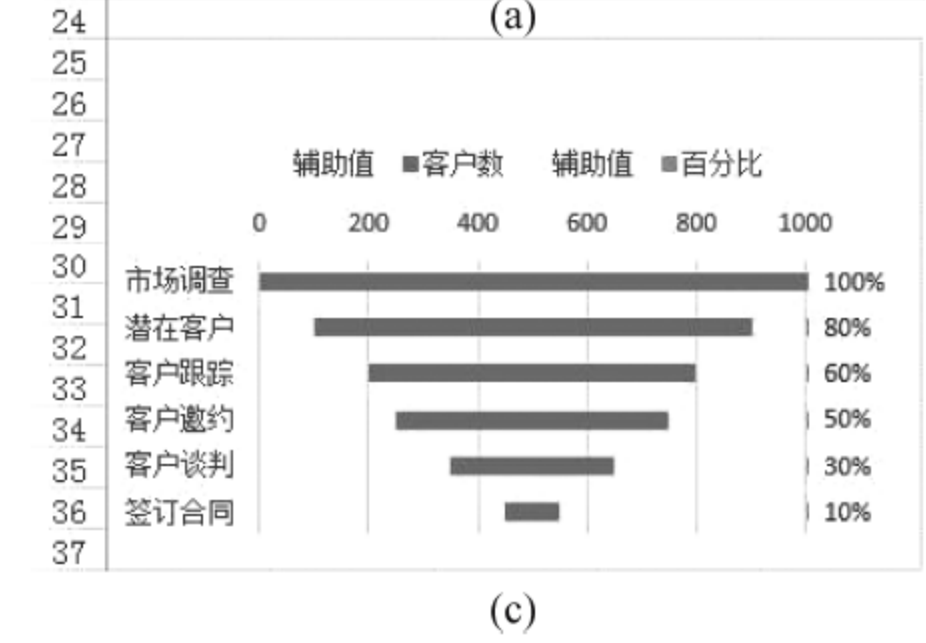 24
(a)
25
26
27
辅助值 ■客户数 辅助值 ■百分比
28
29
0 200 400 600 800 1000
30
市场调查 100%
31
潜在客户 80%
32
客户跟踪 60%
33
客户邀约 50%
34
客户谈判 30%
35
签订合同 10%
36
37
(c)